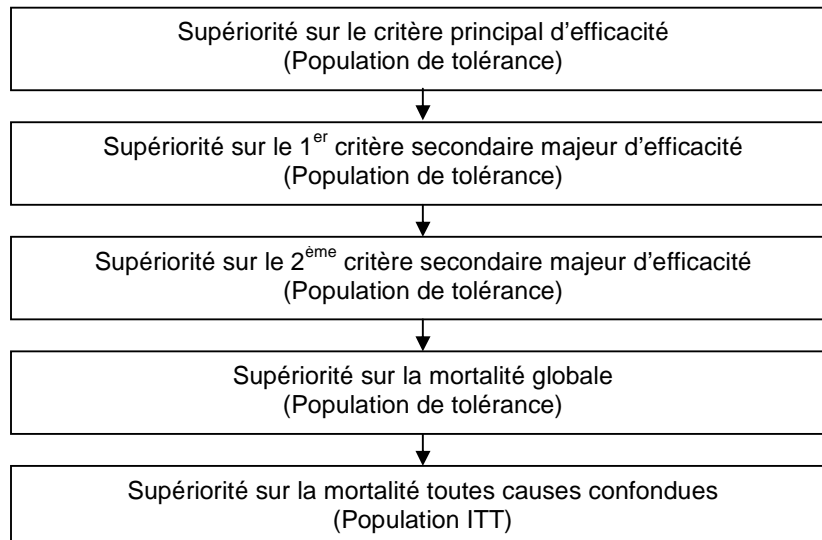 Supériorité sur le critère principal d'efficacité
(Population de tolérance)
Supériorité sur le 1er critère secondaire majeur d'efficacité
(Population de tolérance)
Supériorité sur le 2ème critère secondaire majeur d'efficacité
(Population de tolérance)
Supériorité sur la mortalité globale
(Population de tolérance)
Supériorité sur la mortalité toutes causes confondues
(Population ITT)